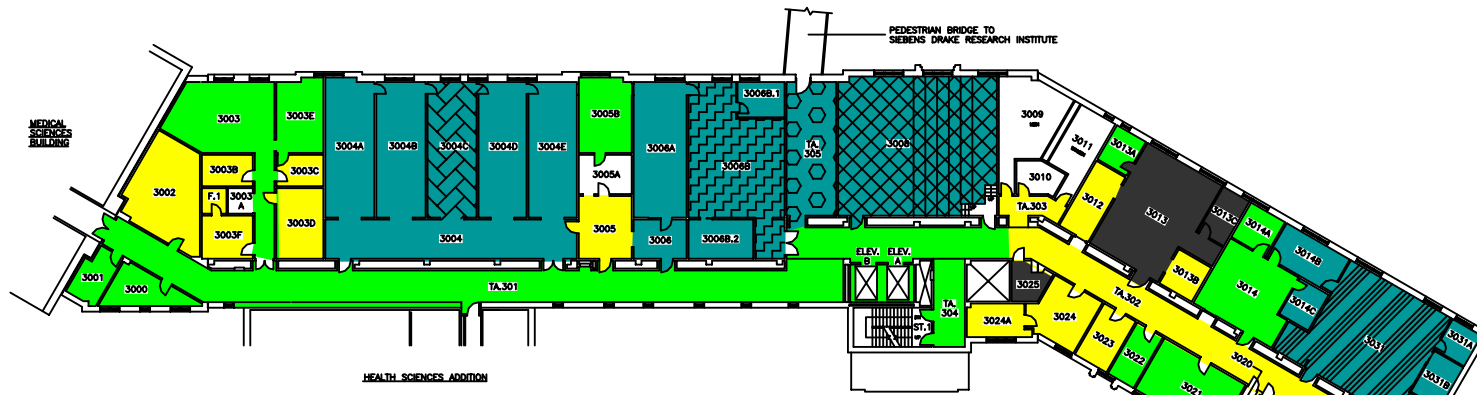 PEDESTRIAN BRIDGE TO
SIEBENS DRAKE RESEARCH INSTITUTE
MEDICAL
SCIENCES
BUILDING
3003
3003E
3004A
3004B
3004C
3004D
3004E
3005B
3006A
3006B.1
3006B
TA.
305
3008
3009
3010
3011
3013A
3013
3013C
3012
3013B
TA.303
3002
3003B
3003C
F.1
3003
A
3003D
3003F
3005A
3005
3004
3006
3006B.2
3014A
3014B
3014
3014C
3031
3031A
3031B
3001
3000
TA.301
ELEV.
B
ELEV.
A
TA.
304
ST.1
3025
3024A
3024
TA.302
3023
3022
3020
3021
HEALTH SCIENCES ADDITION